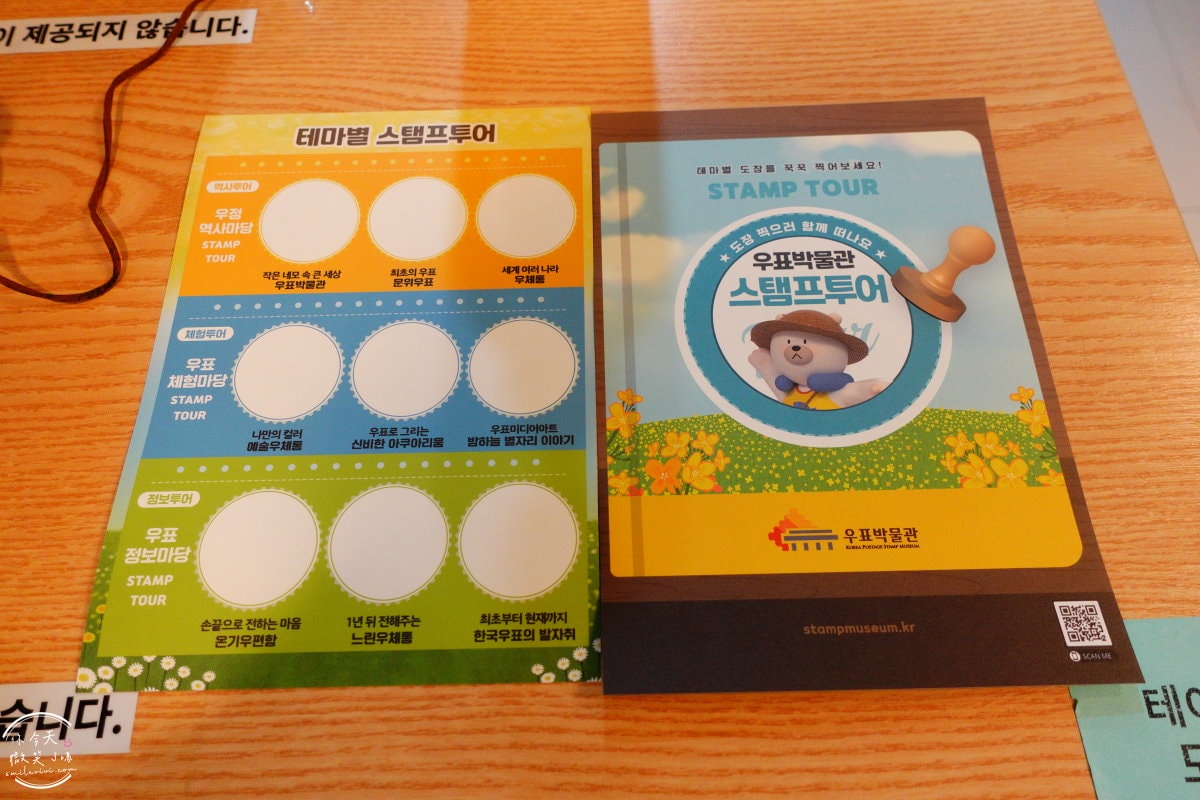 이 제공되지 않습니다.
테마별 스탬프투어
역사투어
우정
역사마당
STAMP
TOUR
작은 네모 속 큰 세상
우표박물관
최초의 우표
문위우표
세계 여러 나라
우체통
체험투어
우표
체험마당
STAMP
TOUR
나만의 컬러
예술우체통
우표로 그리는
신비한 아쿠아리움
우표미디어아트
밤하늘 별자리 이야기
정보투어
우표
정보마당
STAMP
TOUR
손끝으로 전하는 마음
온기우편함
1년 뒤 전해주는
느린우체통
최초부터 현재까지
한국우표의 발자취
테마별 도장을 꾹꾹 찍어보세요!
STAMP TOUR
★ 도장 찍으러 함께 떠나요 ★
우표박물관
스탬프투어
우표박물관
KOREA POSTAGE STAMP MUSEUM
stampmuseum.kr
SCAN ME
습니다.
今天
微笑
smilevivi.com